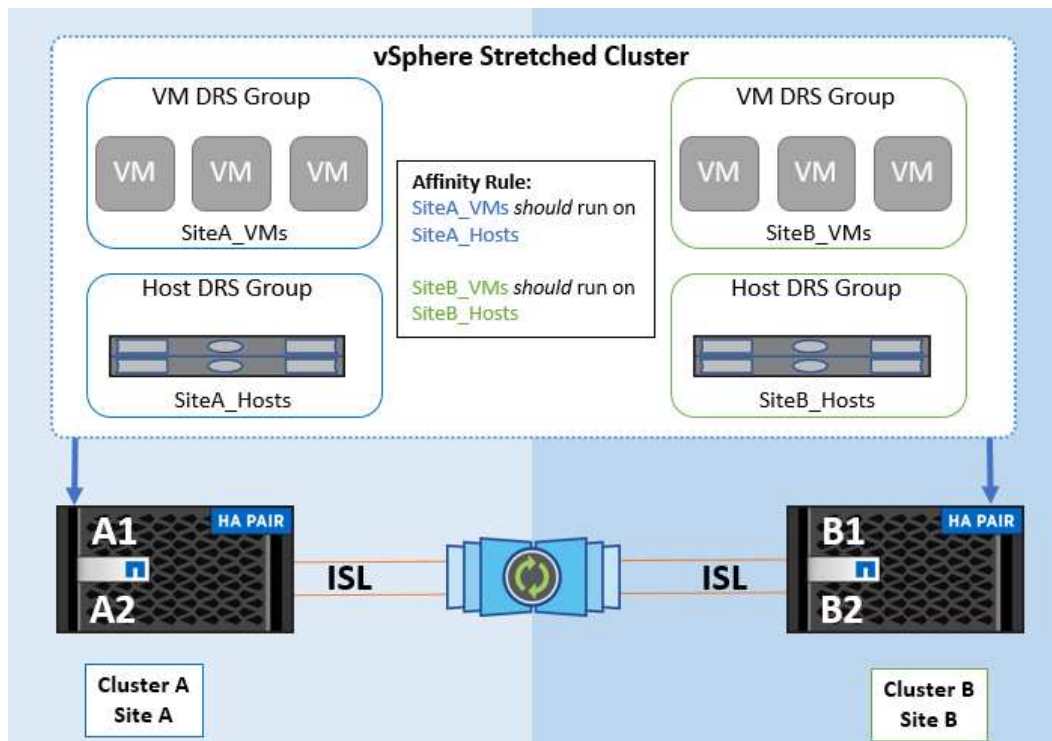 vSphere Stretched Cluster
VM DRS Group
VM VM VM
SiteA_VMs
Host DRS Group
SiteA_Hosts
Affinity Rule:
SiteA_VMs should run on
SiteA_Hosts
SiteB_VMs should run on
SiteB_Hosts
VM DRS Group
VM VM VM
SiteB_VMs
Host DRS Group
SiteB_Hosts
A1
HA PAIR
A2
ISL
ISL
B1
HA PAIR
B2
Cluster A
Site A
Cluster B
Site B